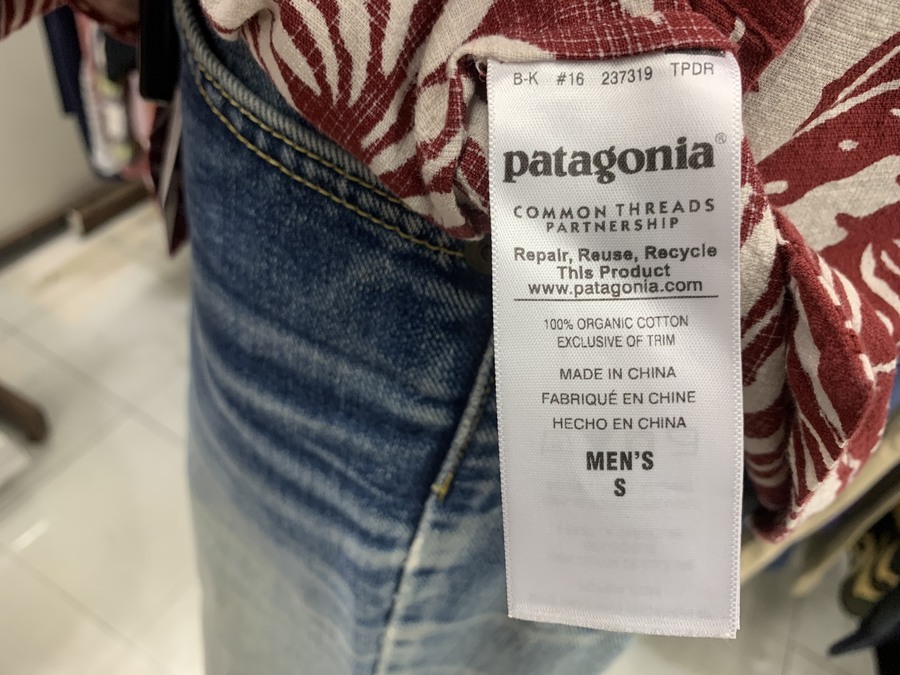 B-K #16 237319 TPDR
patagonia®
COMMON THREADS
PARTNERSHIP
Repair, Reuse, Recycle
This Product
www.patagonia.com
100% ORGANIC COTTON
EXCLUSIVE OF TRIM
MADE IN CHINA
FABRIQUÉ EN CHINE
HECHO EN CHINA
MEN'S
S